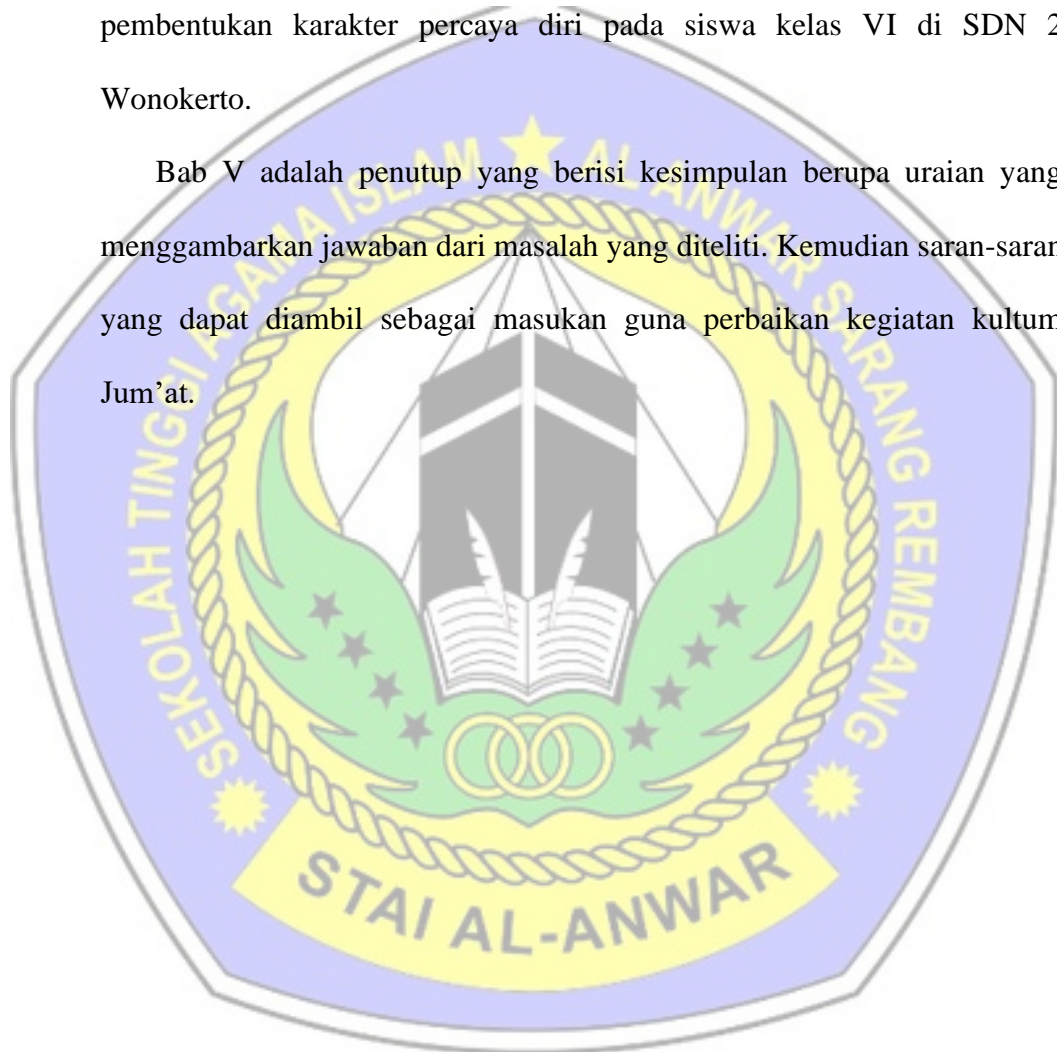 pembentukan karakter percaya diri pada siswa kelas VI di SDN 2
Wonokerto.
Bab V adalah penutup yang berisi kesimpulan berupa uraian yang
menggambarkan jawaban dari masalah yang diteliti. Kemudian saran-saran
yang dapat diambil sebagai masukan guna perbaikan kegiatan kultum
Jum’at.
SEKOLAH TINGGI AGAMA ISLAM AL-ANWAR SARANG REMBANG
STAI AL-ANWAR